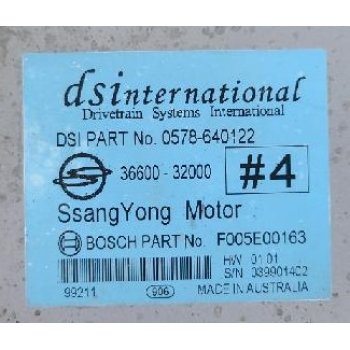 dsInternational
Drivetrain Systems International
DSI PART No. 0578-640122
36600 - 32000
#4
SsangYong Motor
BOSCH PART No. F005E00163
H/W 01.01
S/N 039901402
99211 906 MADE IN AUSTRALIA